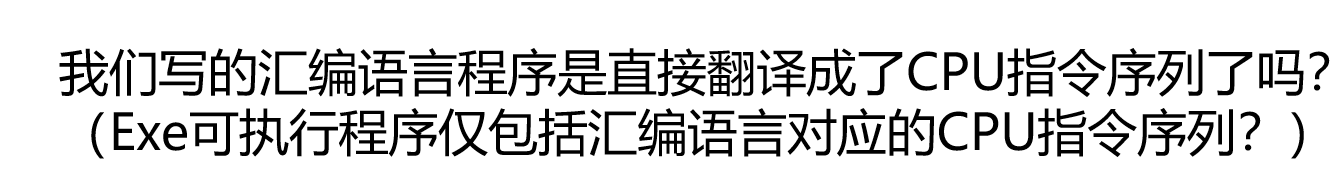 我们写的汇编语言程序是直接翻译成了CPU指令序列了吗?
（Exe可执行程序仅包括汇编语言对应的CPU指令序列？）